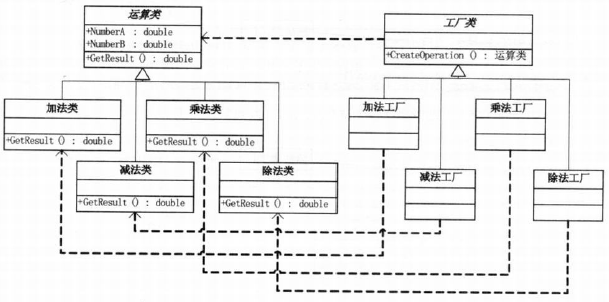 运算类
+NumberA : double
+NumberB : double
+GetResult () : double
工厂类
+CreateOperation () : 运算类
加法类
+GetResult () : double
乘法类
+GetResult () : double
加法工厂
乘法工厂
减法类
+GetResult () : double
除法类
+GetResult () : double
减法工厂
除法工厂